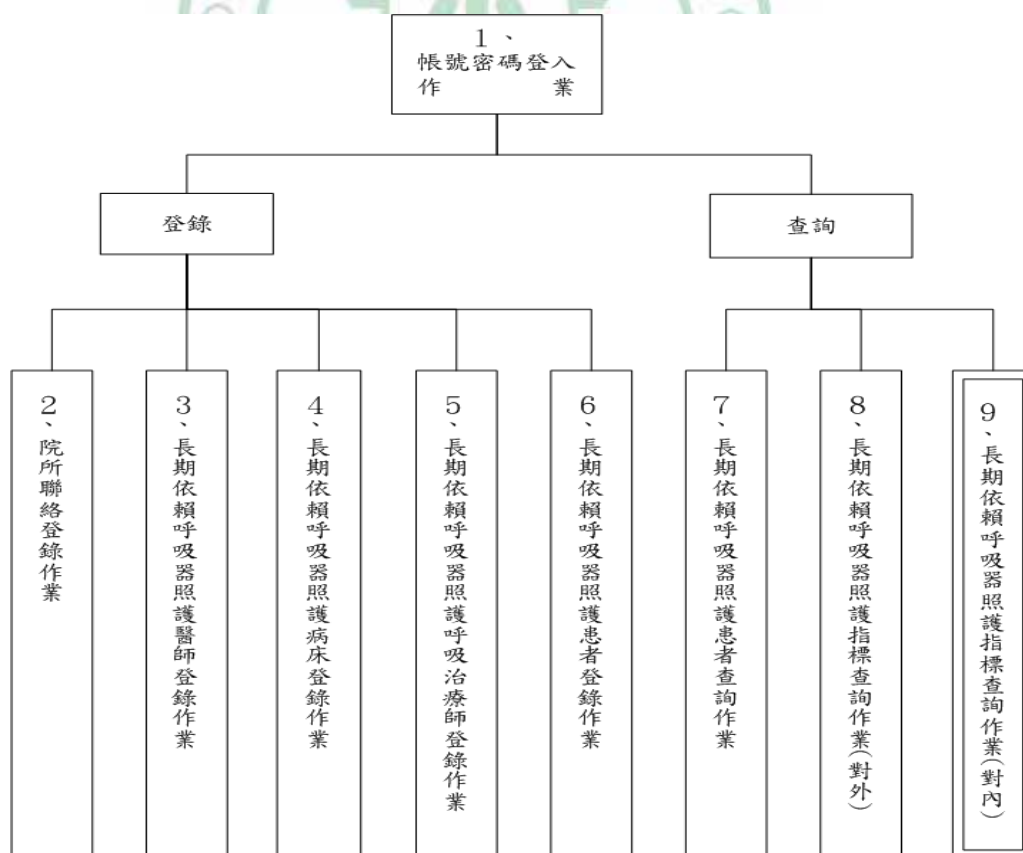 1、
帳號密碼登入
作業
登錄
查詢
2、院所聯絡登錄作業
3、長期依賴呼吸器照護醫師登錄作業
4、長期依賴呼吸器照護病床登錄作業
5、長期依賴呼吸器照護呼吸治療師登錄作業
6、長期依賴呼吸器照護患者登錄作業
7、長期依賴呼吸器照護患者查詢作業
8、長期依賴呼吸器照護指標查詢作業(對外)
9、長期依賴呼吸器照護指標查詢作業(對內)